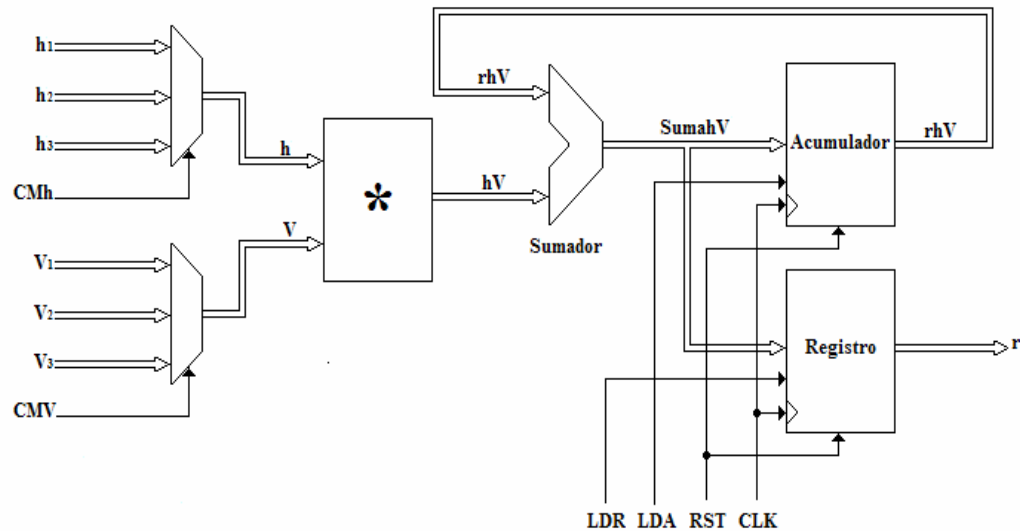 h1
h2
h3
CMh
V1
V2
V3
CMV
h
V
*
rhV
hV
Sumador
SumahV
Acumulador
rhV
Registro
r
LDR LDA RST CLK